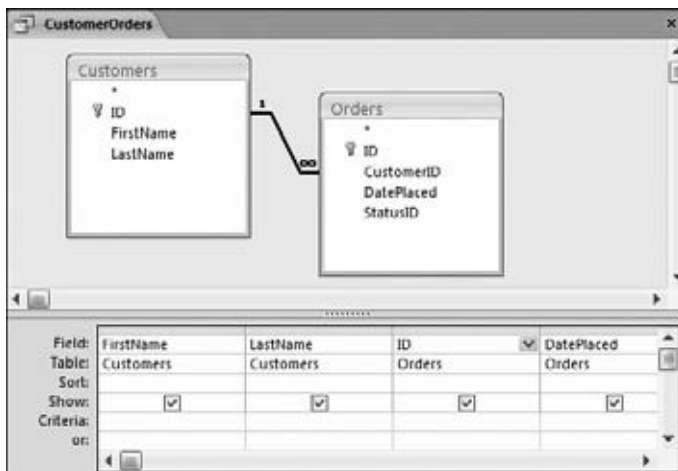 CustomerOrders
Customers
*
ID
FirstName
LastName
1
∞
Orders
*
ID
CustomerID
DatePlaced
StatusID
Field: FirstName LastName ID DatePlaced
Table: Customers Customers Orders Orders
Sort:
Show:
Criteria:
or: